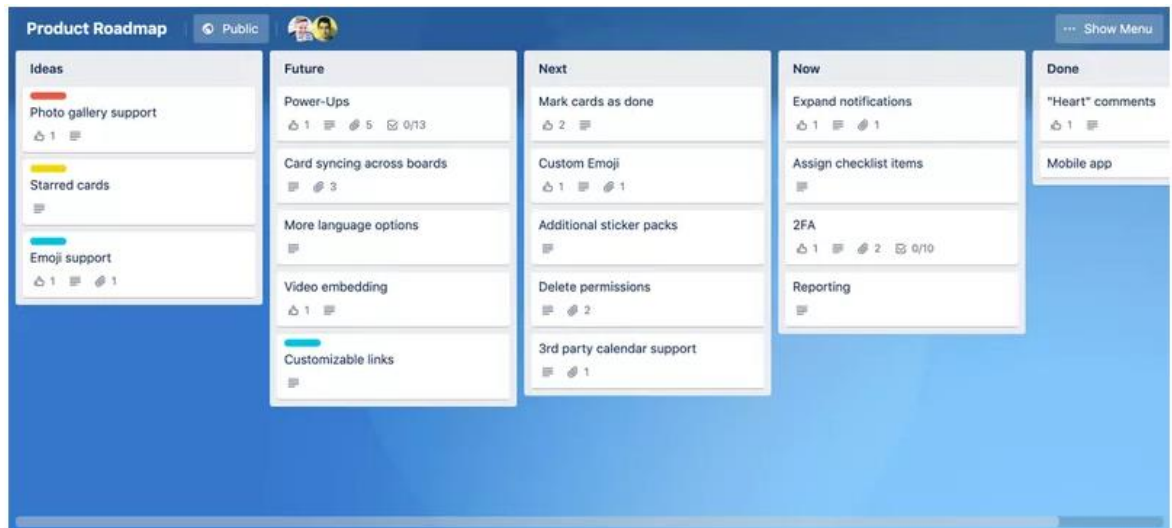 Product Roadmap
Public
Show Menu
Ideas
Photo gallery support
1
Starred cards
Emoji support
1 1
Future
Power-Ups
1 5 0/13
Card syncing across boards
3
More language options
Video embedding
1
Customizable links
Next
Mark cards as done
2
Custom Emoji
1 1
Additional sticker packs
Delete permissions
2
3rd party calendar support
1
Now
Expand notifications
1 1
Assign checklist items
2FA
1 2 0/10
Reporting
Done
"Heart" comments
1
Mobile app